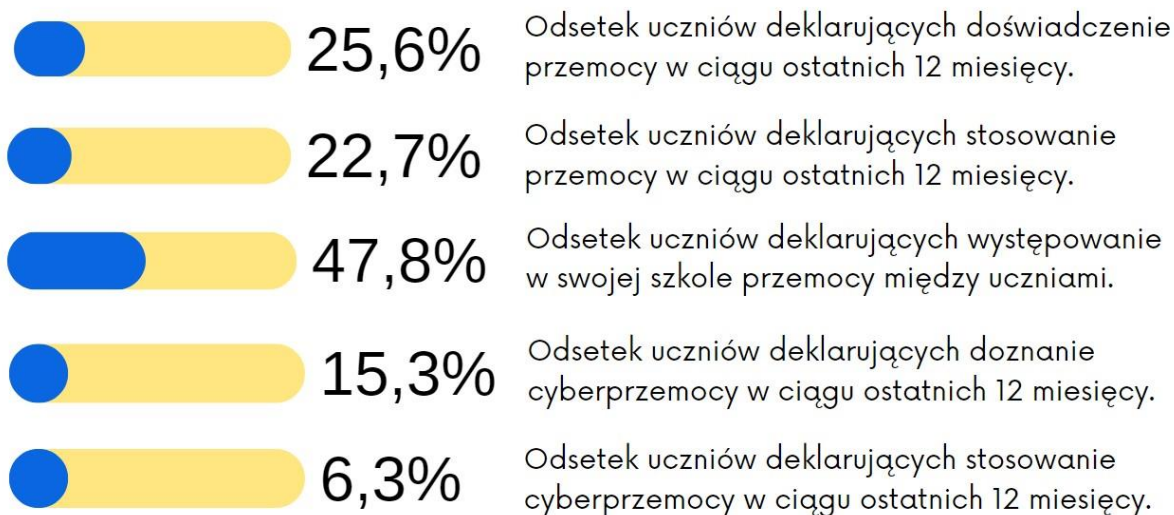 25,6%
Odsetek uczniów deklarujących doświadczenie
przemocy w ciągu ostatnich 12 miesięcy.
22,7%
Odsetek uczniów deklarujących stosowanie
przemocy w ciągu ostatnich 12 miesięcy.
47,8%
Odsetek uczniów deklarujących występowanie
w swojej szkole przemocy między uczniami.
15,3%
Odsetek uczniów deklarujących doznanie
cyberprzemocy w ciągu ostatnich 12 miesięcy.
6,3%
Odsetek uczniów deklarujących stosowanie
cyberprzemocy w ciągu ostatnich 12 miesięcy.